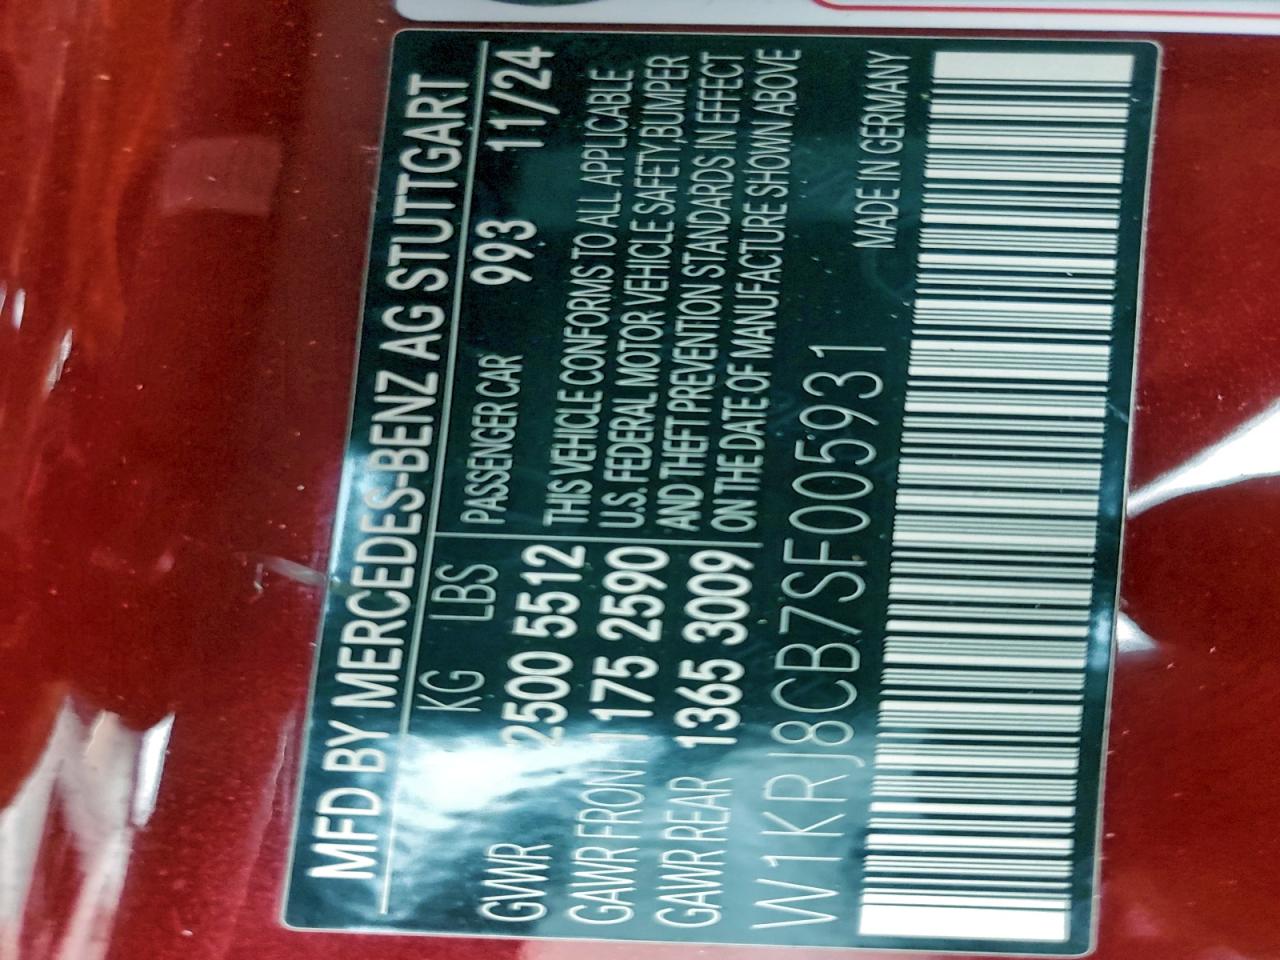 MFD BY MERCEDES-BENZ AG STUTTGART
KG LBS PASSENGER CAR 993 11/24
GVWR 2500 5512
GAWR FRONT 1175 2590
GAWR REAR 1365 3009
THIS VEHICLE CONFORMS TO ALL APPLICABLE
U.S. FEDERAL MOTOR VEHICLE SAFETY,BUMPER
AND THEFT PREVENTION STANDARDS IN EFFECT
ON THE DATE OF MANUFACTURE SHOWN ABOVE
W1KRJ8CB7SF005931
MADE IN GERMANY